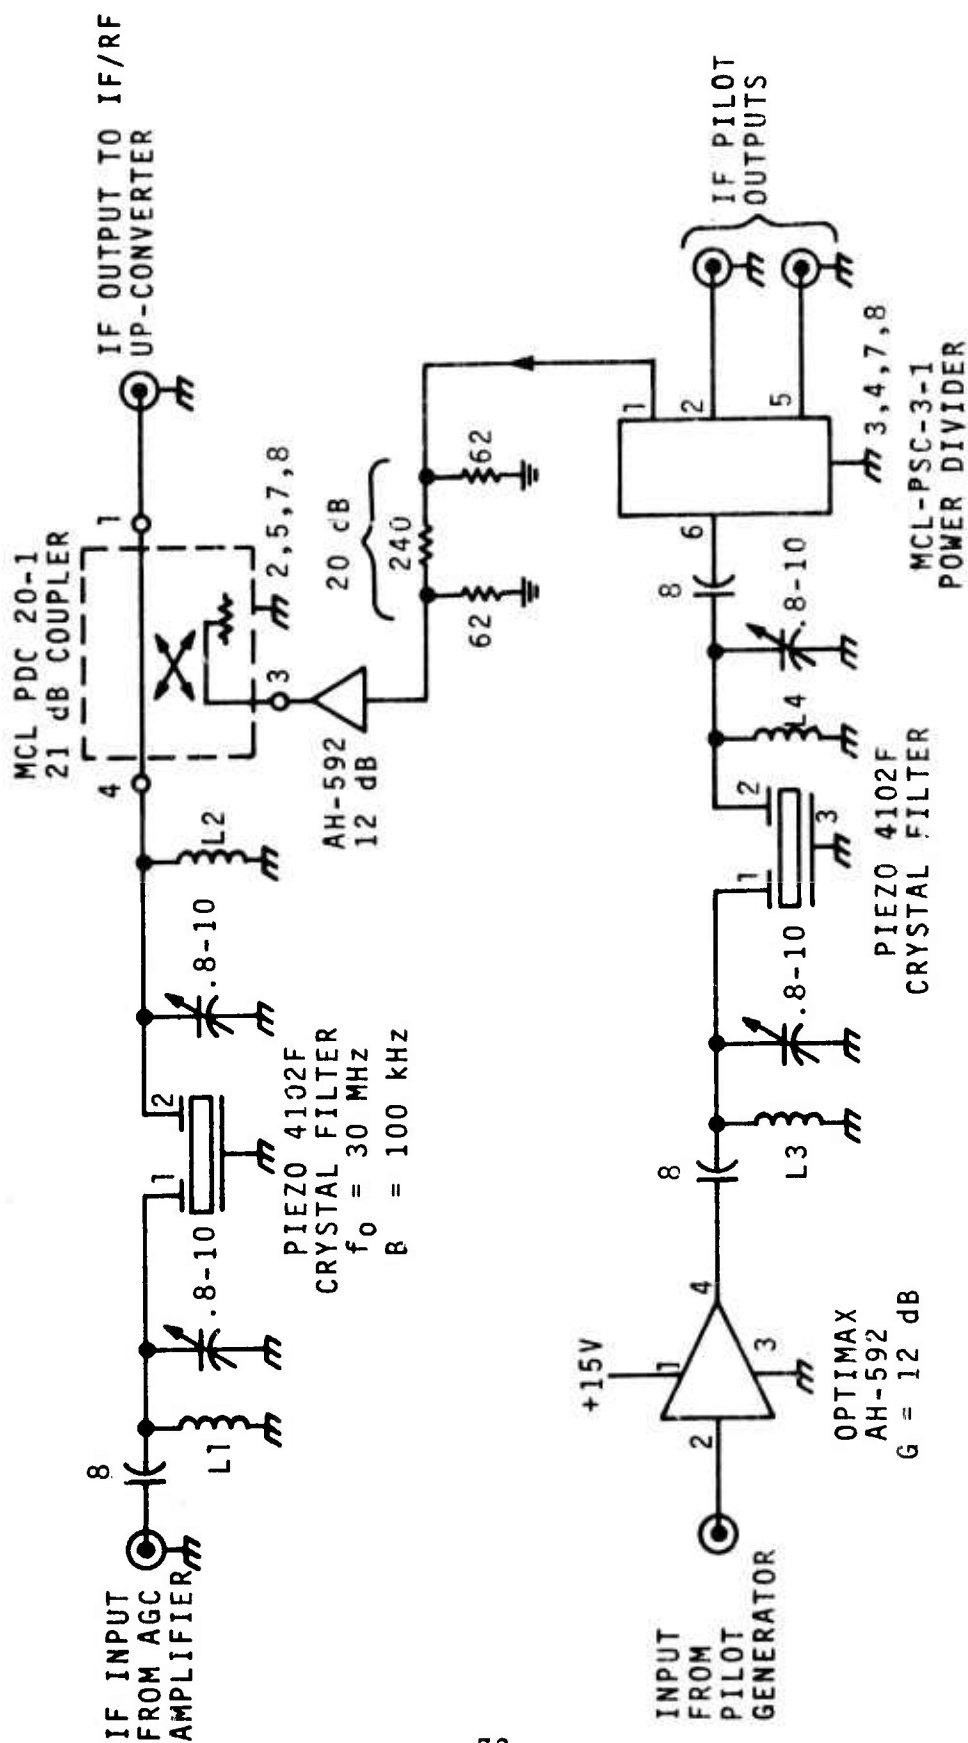 IF INPUT
FROM AGC
AMPLIFIER
8
L1
.8-10
1
2
PIEZO 4102F
CRYSTAL FILTER
fo = 30 MHz
B = 100 kHz
.8-10
L2
4
MCL PDC 20-1
21 dB COUPLER
1
3
2,5,7,8
IF OUTPUT TO IF/RF
UP-CONVERTER
AH-592
12 dB
20 dB
62
240
62
INPUT
FROM
PILOT
GENERATOR
2
+15V
1
3
4
OPTIMAX
AH-592
G = 12 dB
8
L3
.8-10
1
2
3
PIEZO 4102F
CRYSTAL FILTER
L4
.8-10
8
6
1
2
5
3,4,7,8
MCL-PSC-3-1
POWER DIVIDER
IF PILOT
OUTPUTS